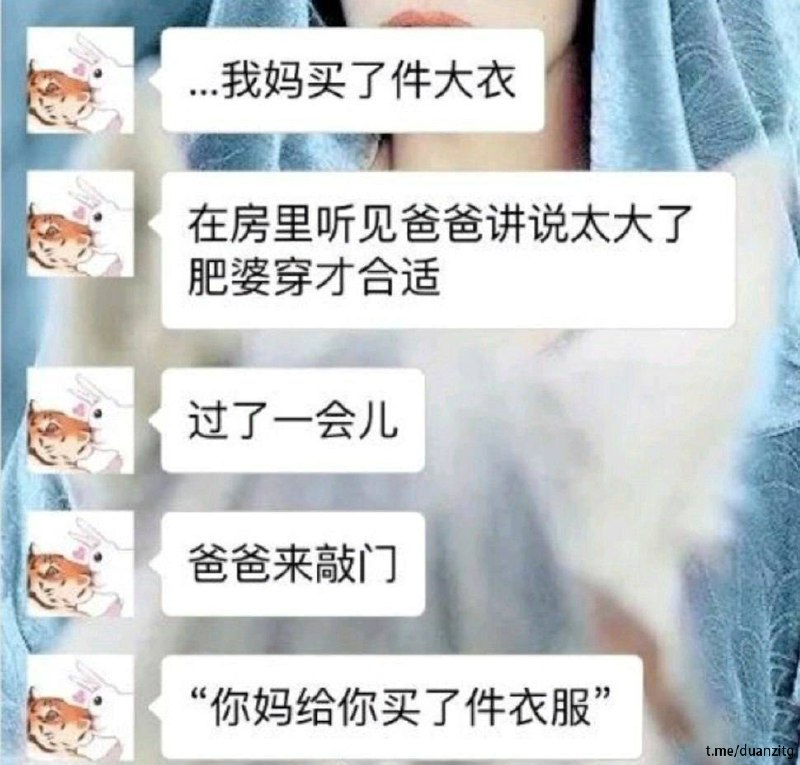 ...我妈买了件大衣
在房里听见爸爸讲说太大了
肥婆穿才合适
过了一会儿
爸爸来敲门
“你妈给你买了件衣服”
t.me/duanzitg